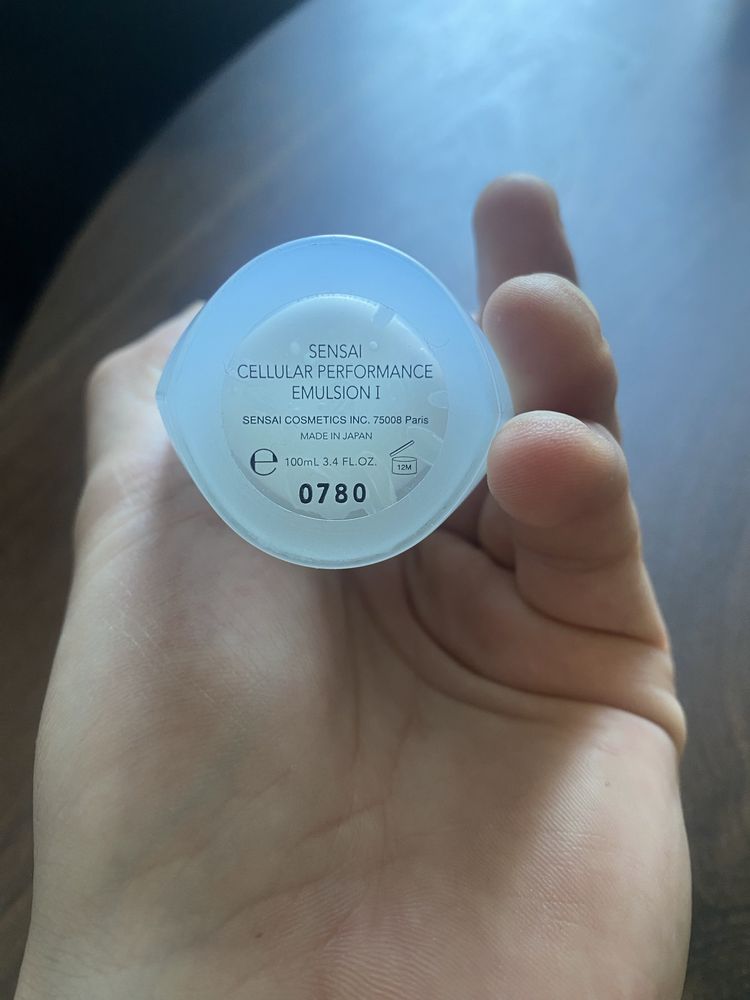 SENSAI
CELLULAR PERFORMANCE
EMULSION I
SENSAI COSMETICS INC. 75008 Paris
MADE IN JAPAN
℮ 100mL 3.4 FL.OZ. 12M
0780